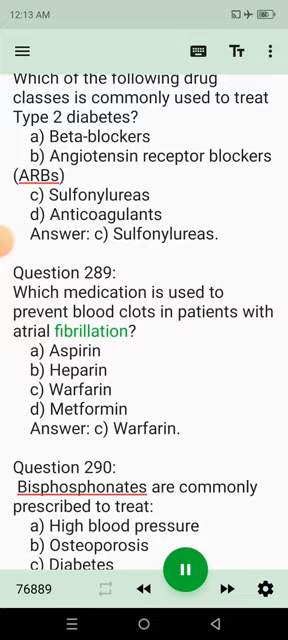 12:13 AM
Which of the following drug
classes is commonly used to treat
Type 2 diabetes?
a) Beta-blockers
b) Angiotensin receptor blockers
(ARBs)
c) Sulfonylureas
d) Anticoagulants
Answer: c) Sulfonylureas.
Question 289:
Which medication is used to
prevent blood clots in patients with
atrial fibrillation?
a) Aspirin
b) Heparin
c) Warfarin
d) Metformin
Answer: c) Warfarin.
Question 290:
Bisphosphonates are commonly
prescribed to treat:
a) High blood pressure
b) Osteoporosis
c) Diabetes
76889